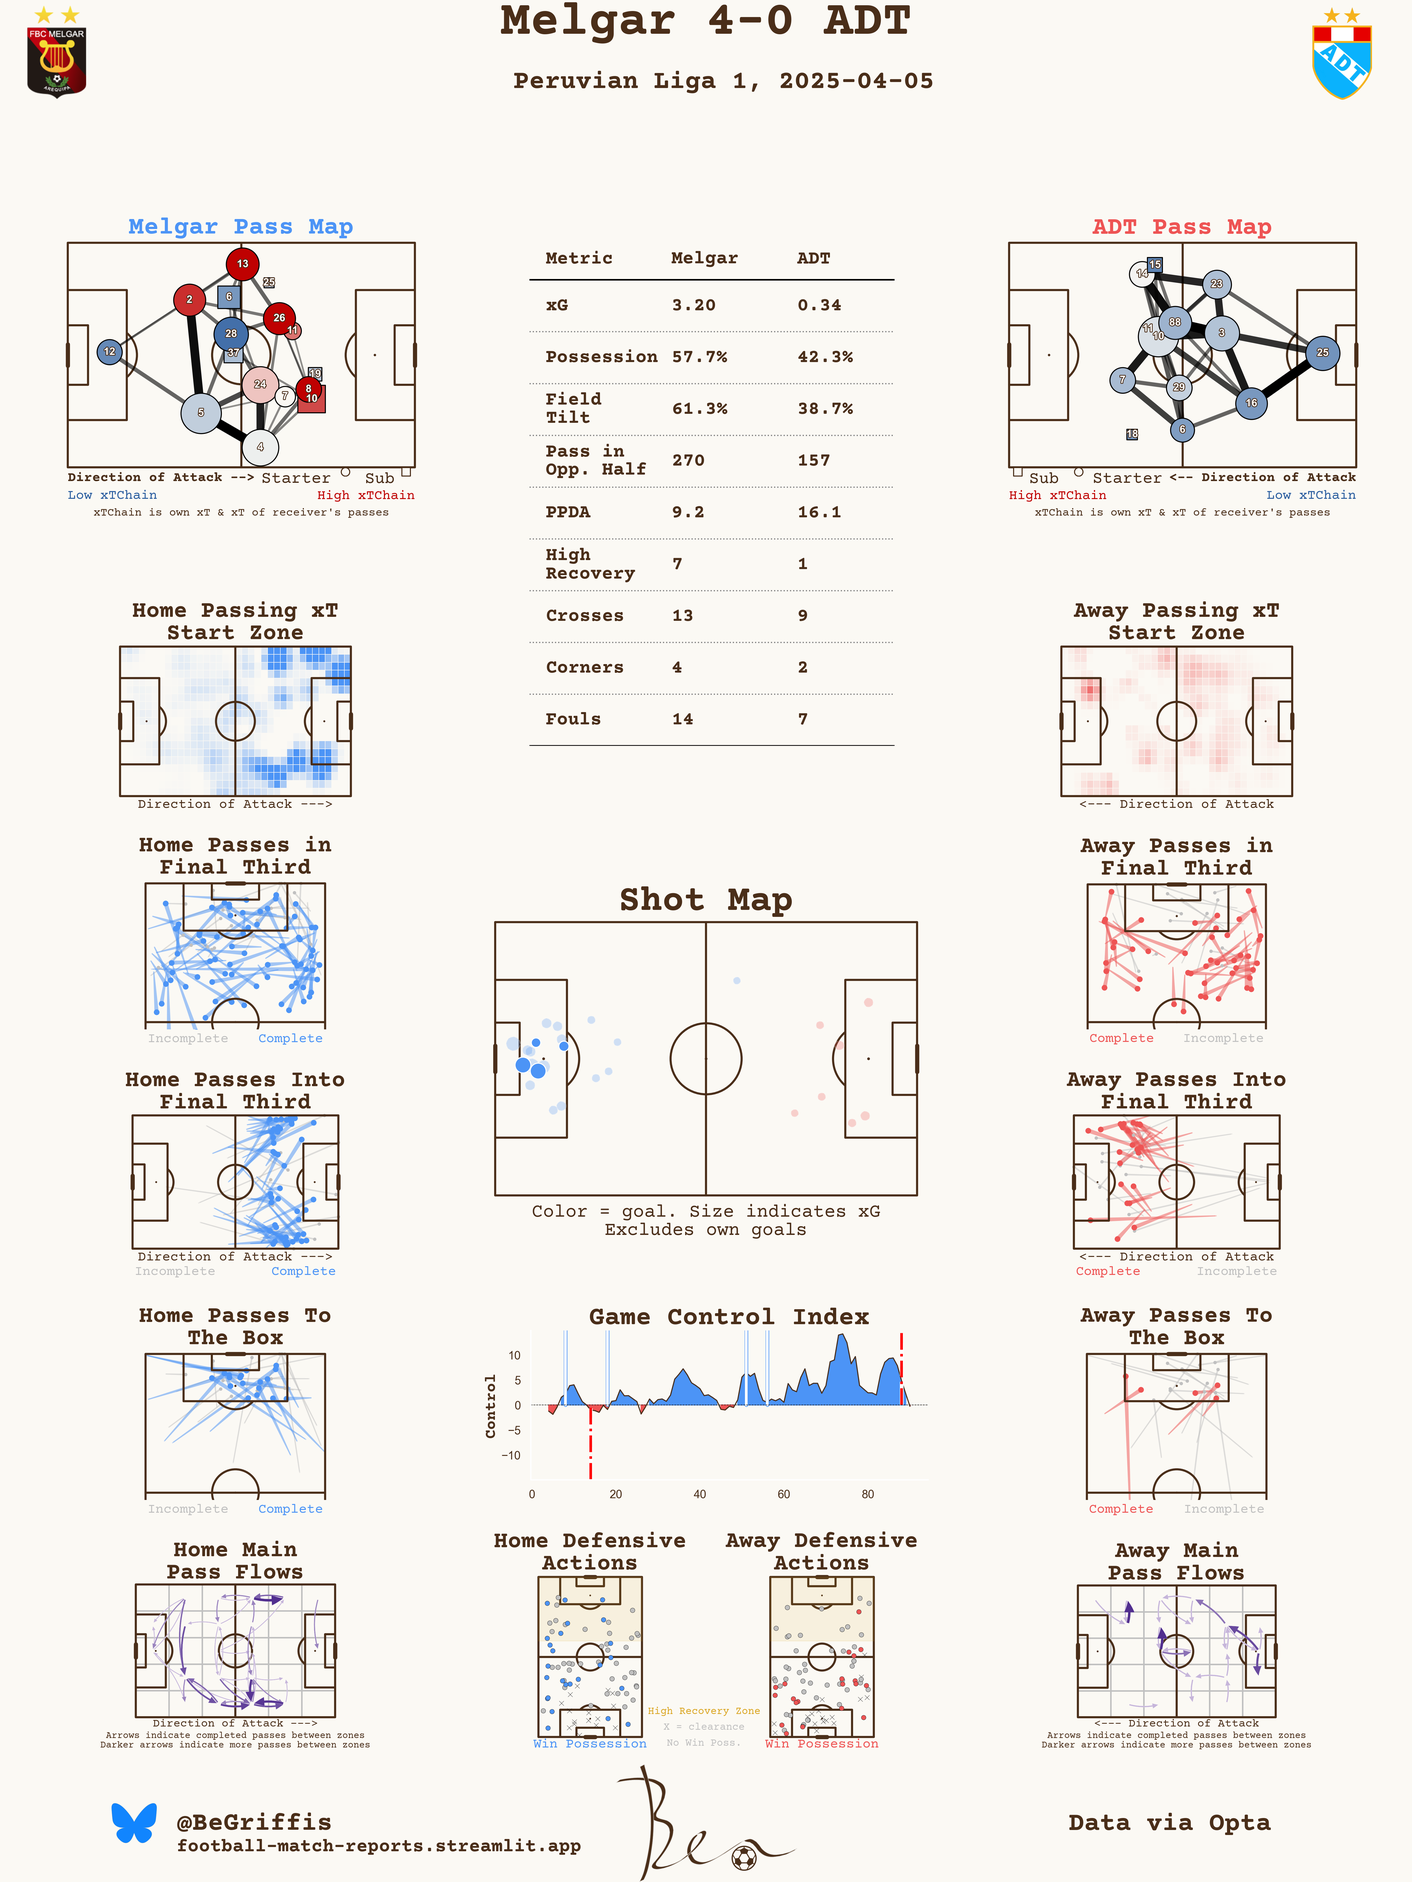 Melgar 4-0 ADT
Peruvian Liga 1, 2025-04-05
FBC MELGAR
AREQUIPA
ADT
Melgar Pass Map
13
25
6
2
26
11
28
37
12
19
24
8
7
10
5
4
Direction of Attack --> Starter Sub
Low xTChain High xTChain
xTChain is own xT & xT of receiver's passes
Metric Melgar ADT
xG 3.20 0.34
Possession 57.7% 42.3%
Field
Tilt 61.3% 38.7%
Pass in
Opp. Half 270 157
PPDA 9.2 16.1
High
Recovery 7 1
Crosses 13 9
Corners 4 2
Fouls 14 7
ADT Pass Map
15
14
23
88
11
10
3
25
7
29
16
6
18
Sub Starter <-- Direction of Attack
High xTChain Low xTChain
xTChain is own xT & xT of receiver's passes
Home Passing xT
Start Zone
Direction of Attack --->
Away Passing xT
Start Zone
<--- Direction of Attack
Home Passes in
Final Third
Incomplete Complete
Away Passes in
Final Third
Complete Incomplete
Shot Map
Color = goal. Size indicates xG
Excludes own goals
Home Passes Into
Final Third
Direction of Attack --->
Incomplete Complete
Away Passes Into
Final Third
<--- Direction of Attack
Complete Incomplete
Home Passes To
The Box
Incomplete Complete
Game Control Index
Control
10
5
0
−5
−10
0 20 40 60 80
Away Passes To
The Box
Complete Incomplete
Home Main
Pass Flows
Direction of Attack --->
Arrows indicate completed passes between zones
Darker arrows indicate more passes between zones
Home Defensive
Actions
Win Possession
Away Defensive
Actions
Win Possession
High Recovery Zone
X = clearance
No Win Poss.
Away Main
Pass Flows
<--- Direction of Attack
Arrows indicate completed passes between zones
Darker arrows indicate more passes between zones
@BeGriffis
football-match-reports.streamlit.app
Ben
Data via Opta